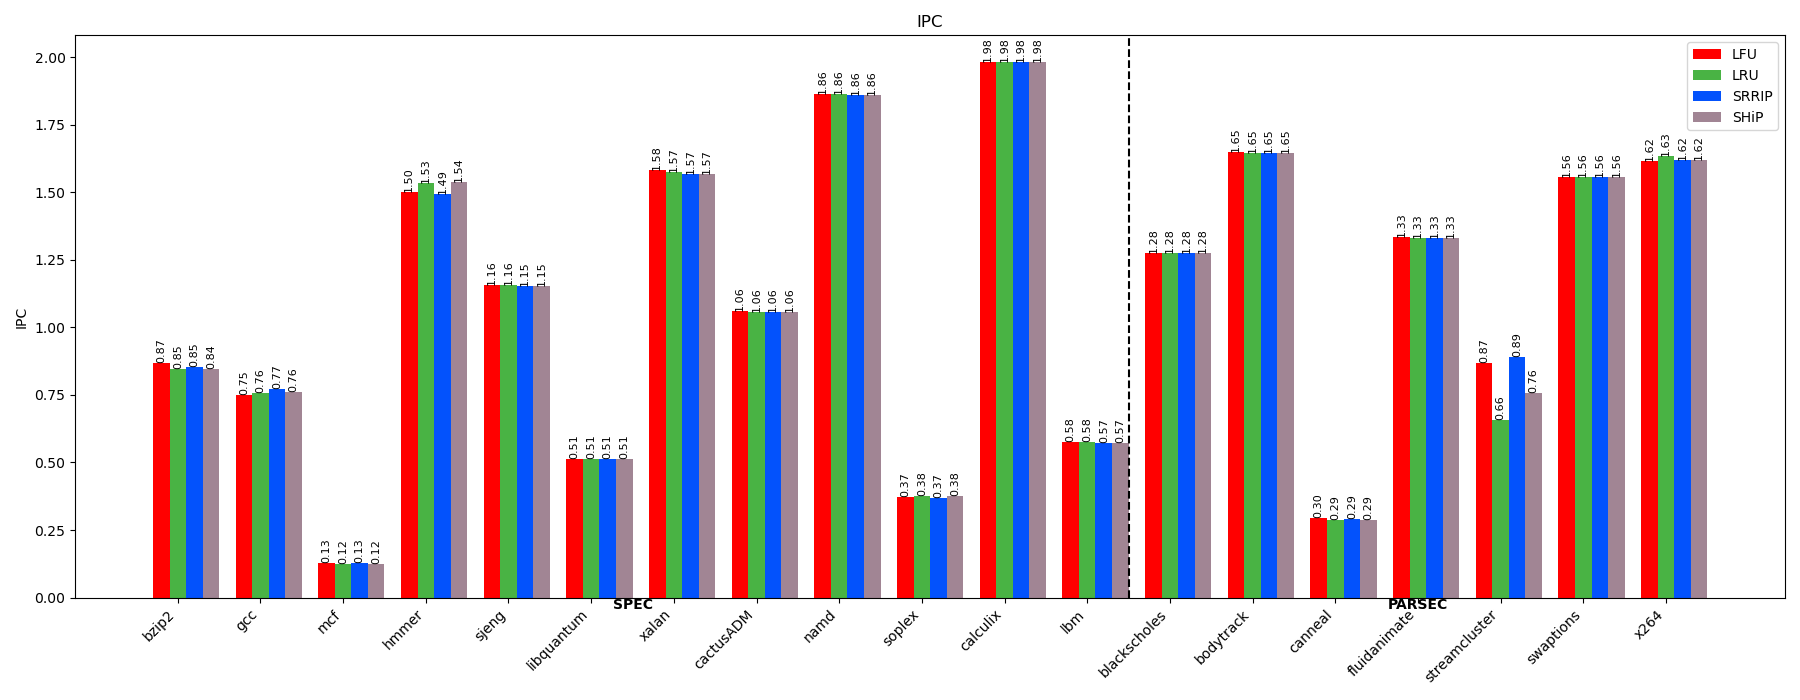 IPC
LFU
LRU
SRRIP
SHiP
IPC
2.00
1.75
1.50
1.25
1.00
0.75
0.50
0.25
0.00
0.87 0.85 0.85 0.84
0.75 0.76 0.77 0.76
0.13 0.12 0.13 0.12
1.50 1.53 1.49 1.54
1.16 1.16 1.15 1.15
0.51 0.51 0.51 0.51
1.58 1.57 1.57 1.57
1.06 1.06 1.06 1.06
1.86 1.86 1.86 1.86
0.37 0.38 0.37 0.38
1.98 1.98 1.98 1.98
0.58 0.58 0.57 0.57
1.28 1.28 1.28 1.28
1.65 1.65 1.65 1.65
0.30 0.29 0.29 0.29
1.33 1.33 1.33 1.33
0.87 0.66 0.89 0.76
1.56 1.56 1.56 1.56
1.62 1.63 1.62 1.62
SPEC
PARSEC
bzip2
gcc
mcf
hmmer
sjeng
libquantum
xalan
cactusADM
namd
soplex
calculix
lbm
blackscholes
bodytrack
canneal
fluidanimate
streamcluster
swaptions
x264